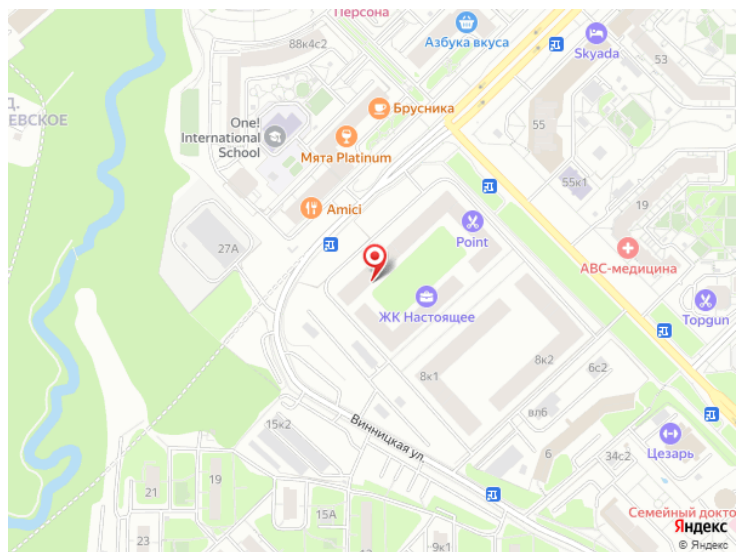 Персона
Азбука вкуса
88к4с2
Skyada
53
Д.
ЕВСКОЕ
Брусника
One!
International
School
55
Мята Platinum
55к1
19
Amici
Point
27А
АВС-медицина
ЖК Настоящее
Topgun
8к2
8к1
6с2
вл6
15к2
Винницкая ул.
Цезарь
6
34с2
19
21
15А
Семейный докто
Яндекс
23
9к1
© Яндекс